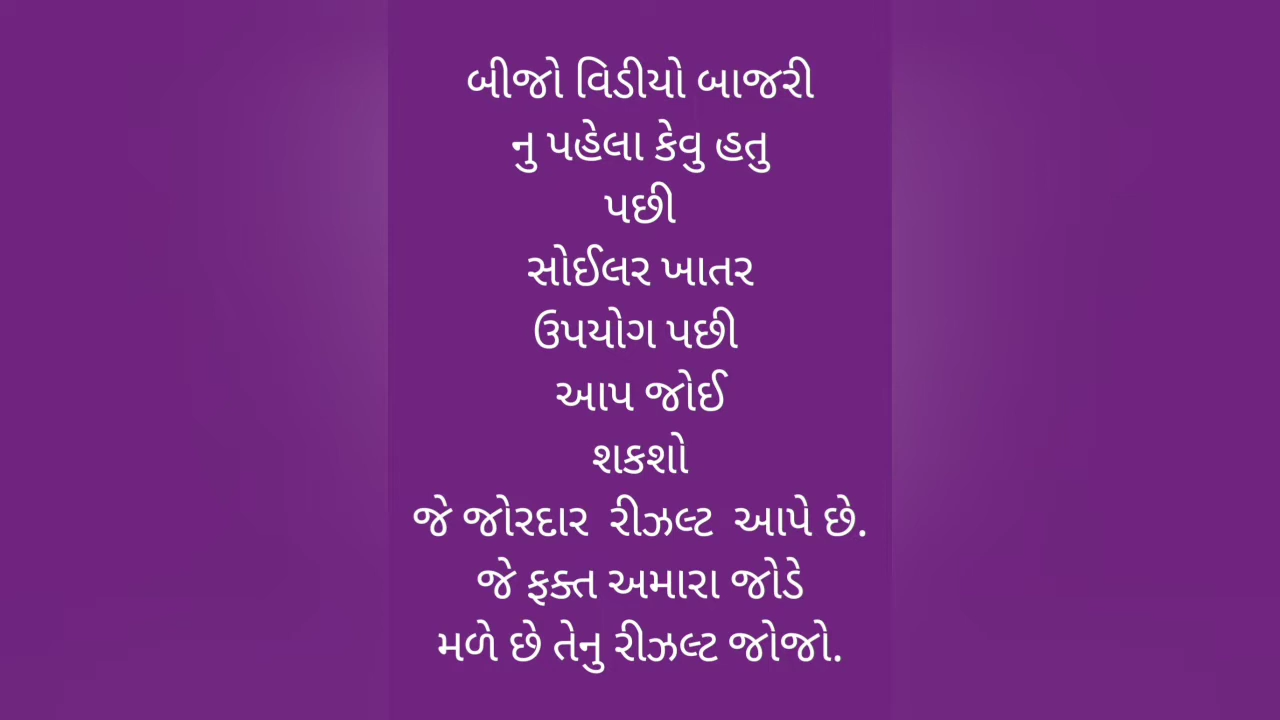 બીજો વિડીયો બાજરી
નુ પહેલા કેવુ હતુ
પછી
સોઈલર ખાતર
ઉપયોગ પછી
આપ જોઈ
શકશો
જે જોરદાર રીઝલ્ટ આપે છે.
જે ફક્ત અમારા જોડે
મળે છે તેનુ રીઝલ્ટ જોજો.